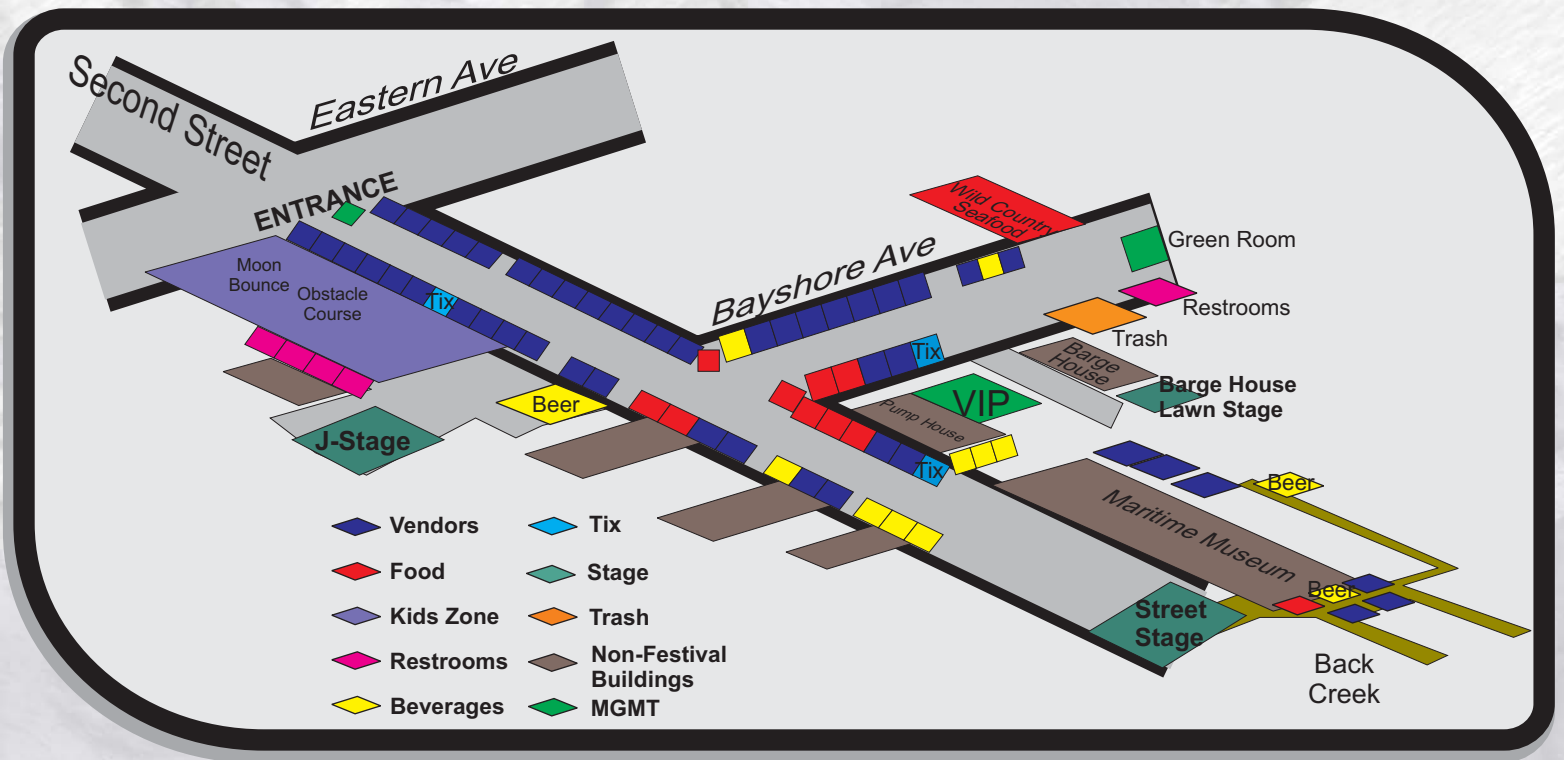 Second Street
Eastern Ave
ENTRANCE
Moon
Bounce
Obstacle
Course
Tix
Wild Country
Seafood
Bayshore Ave
Green Room
Restrooms
Trash
Tix
Barge
House
Barge House
Lawn Stage
VIP
Pump House
Beer
J-Stage
Tix
Beer
Maritime Museum
Beer
Street
Stage
Back
Creek
Vendors
Food
Kids Zone
Restrooms
Beverages
Tix
Stage
Trash
Non-Festival
Buildings
MGMT